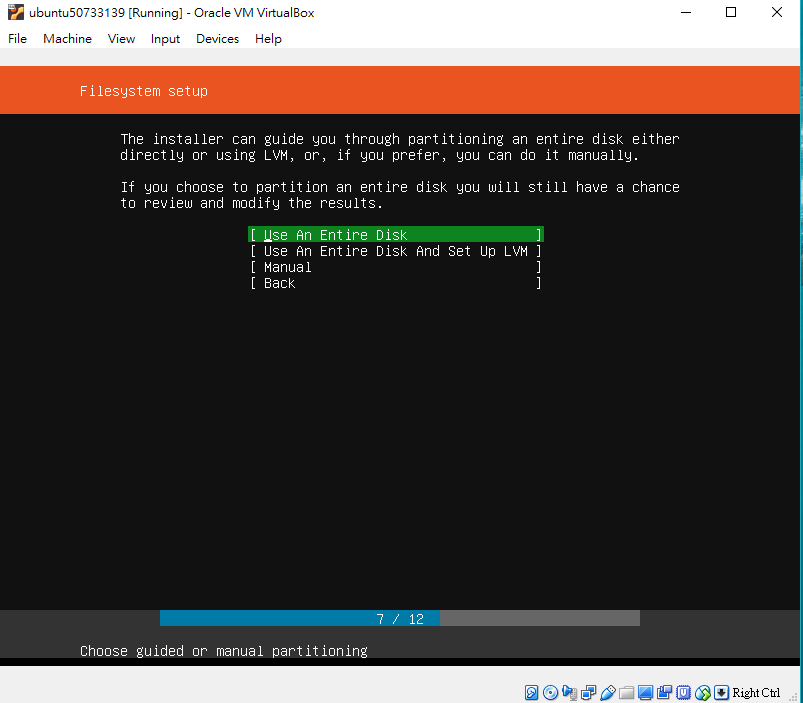 ubuntu50733139 [Running] - Oracle VM VirtualBox
File Machine View Input Devices Help
Filesystem setup
The installer can guide you through partitioning an entire disk either
directly or using LVM, or, if you prefer, you can do it manually.
If you choose to partition an entire disk you will still have a chance
to review and modify the results.
[ Use An Entire Disk ]
[ Use An Entire Disk And Set Up LVM ]
[ Manual ]
[ Back ]
7 / 12
Choose guided or manual partitioning
Right Ctrl